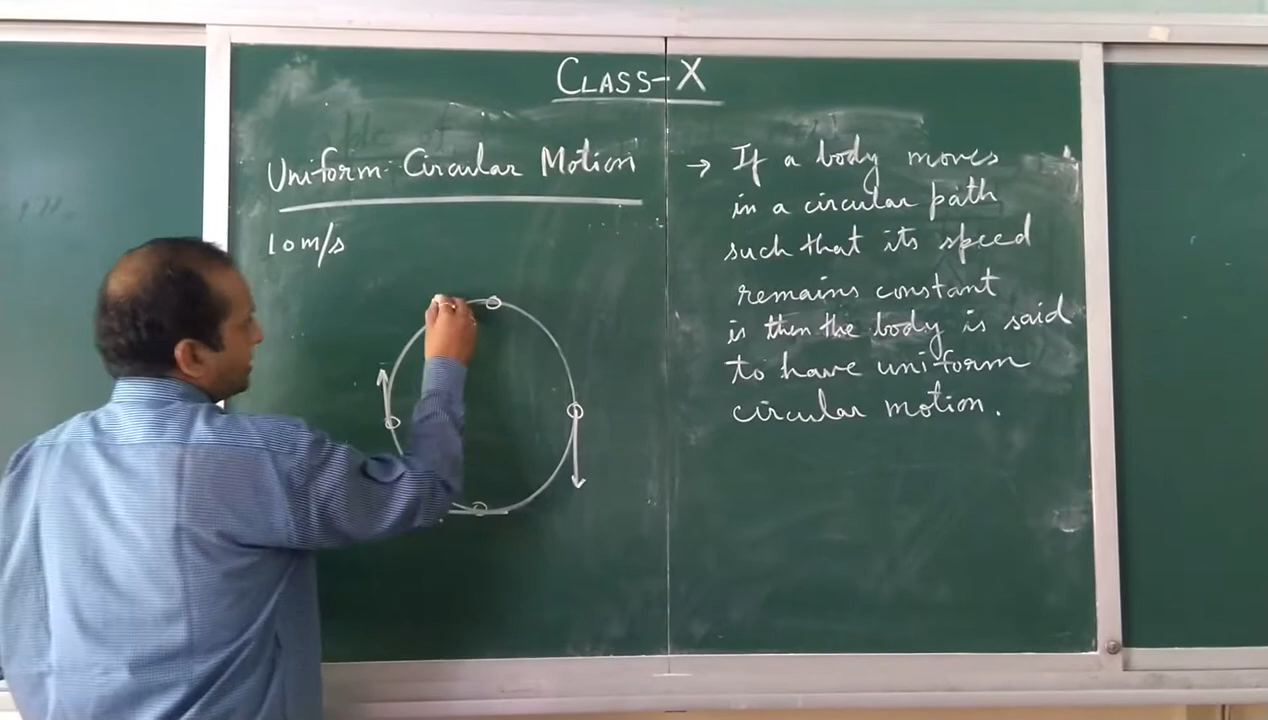 CLASS-X
Uniform Circular Motion
10 m/s
→ If a body moves
in a circular path
such that its speed
remains constant
is then the body is said
to have uniform
circular motion.